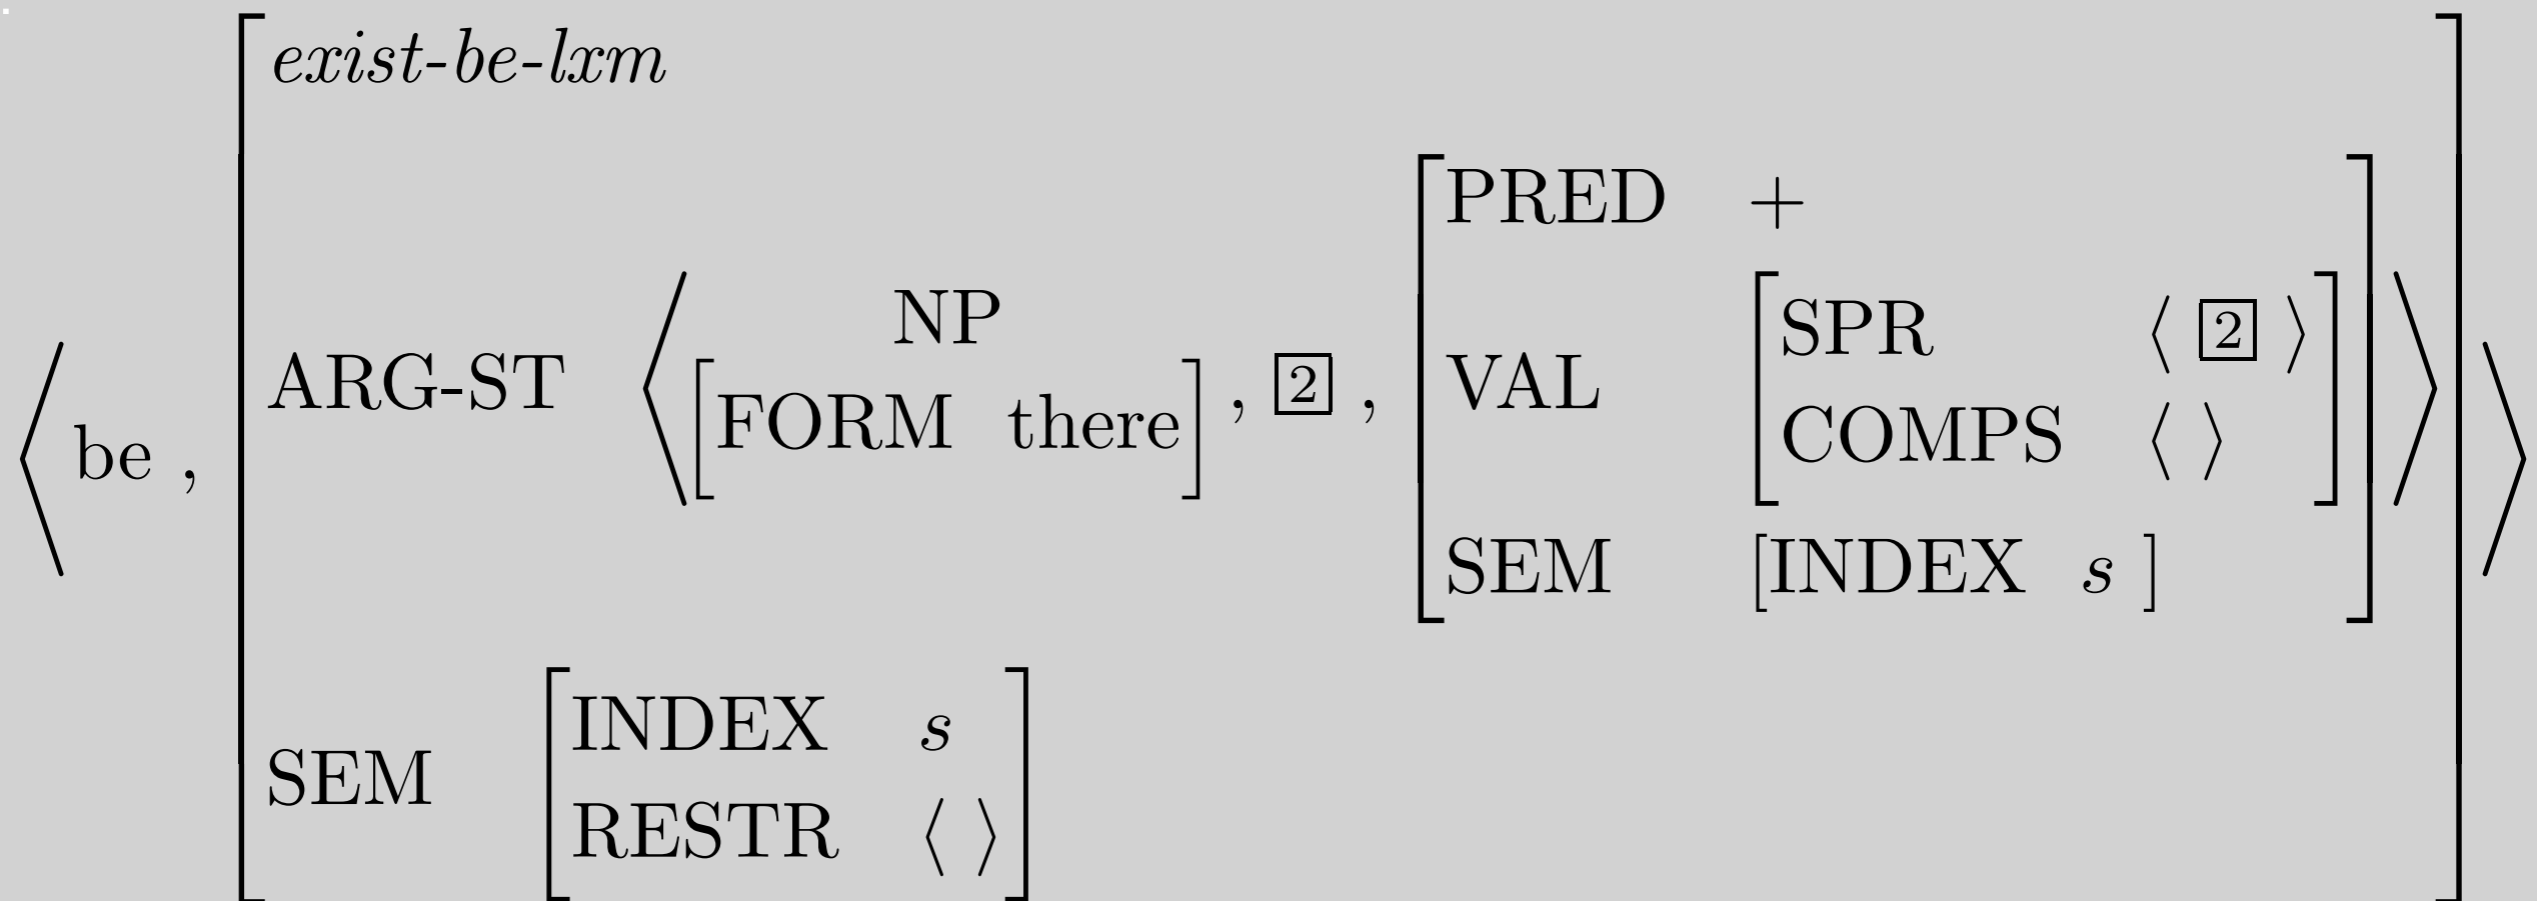 exist-be-lxm
PRED +
NP
SPR ⟨ 2 ⟩
⟨ be , ARG-ST ⟨ [FORM there] , 2 , VAL
COMPS ⟨ ⟩ ⟩ ⟩
SEM [INDEX s ]
INDEX s
SEM
RESTR ⟨ ⟩